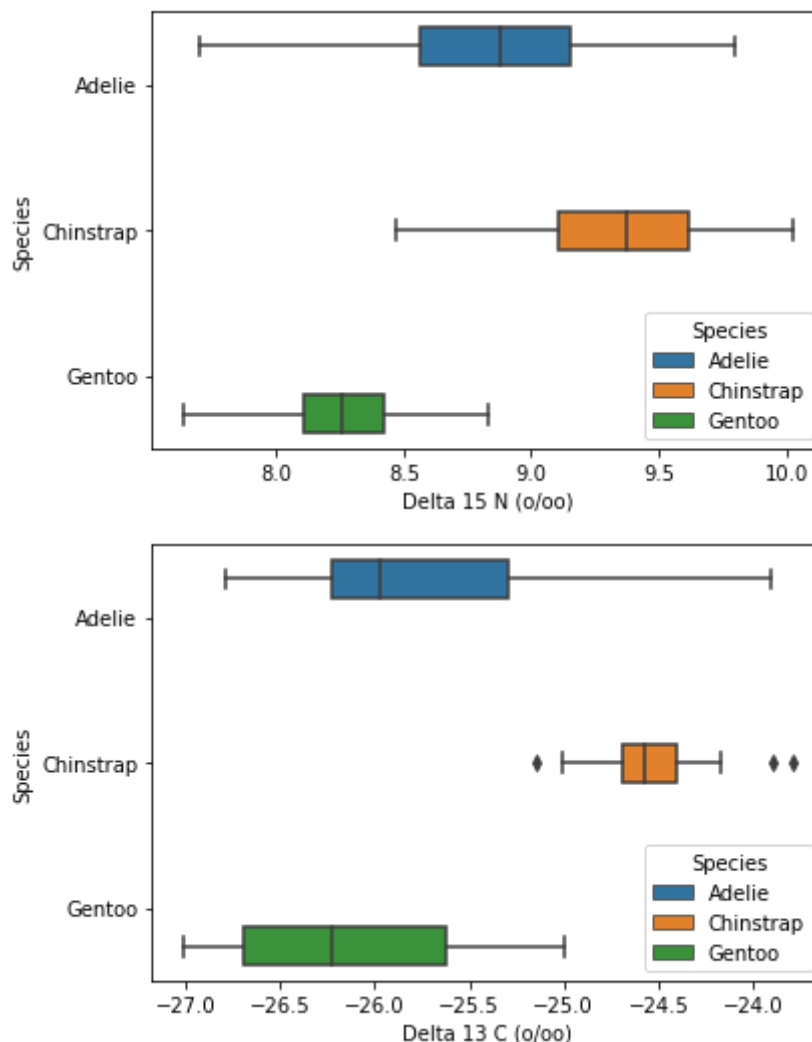 Adelie
Chinstrap
Gentoo
Species
Species
Adelie
Chinstrap
Gentoo
8.0 8.5 9.0 9.5 10.0
Delta 15 N (o/oo)
Adelie
Chinstrap
Gentoo
Species
Species
Adelie
Chinstrap
Gentoo
−27.0 −26.5 −26.0 −25.5 −25.0 −24.5 −24.0
Delta 13 C (o/oo)